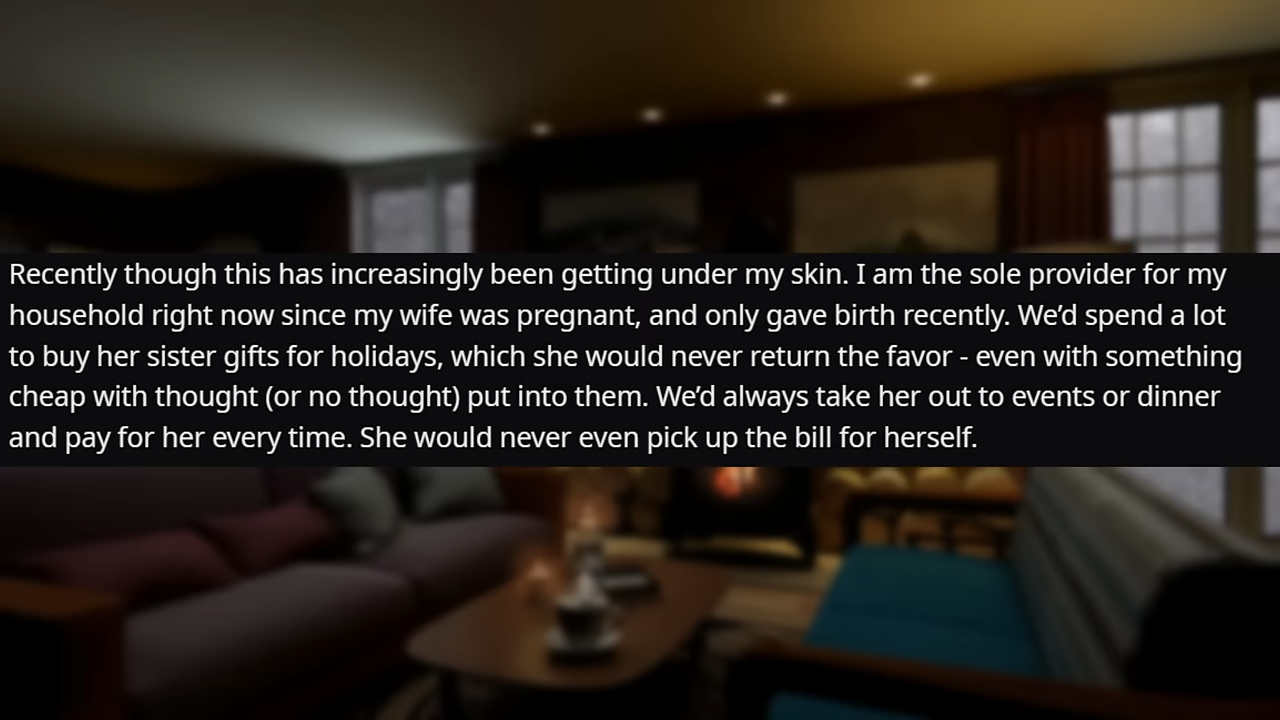 Recently though this has increasingly been getting under my skin. I am the sole provider for my
household right now since my wife was pregnant, and only gave birth recently. We’d spend a lot
to buy her sister gifts for holidays, which she would never return the favor - even with something
cheap with thought (or no thought) put into them. We’d always take her out to events or dinner
and pay for her every time. She would never even pick up the bill for herself.